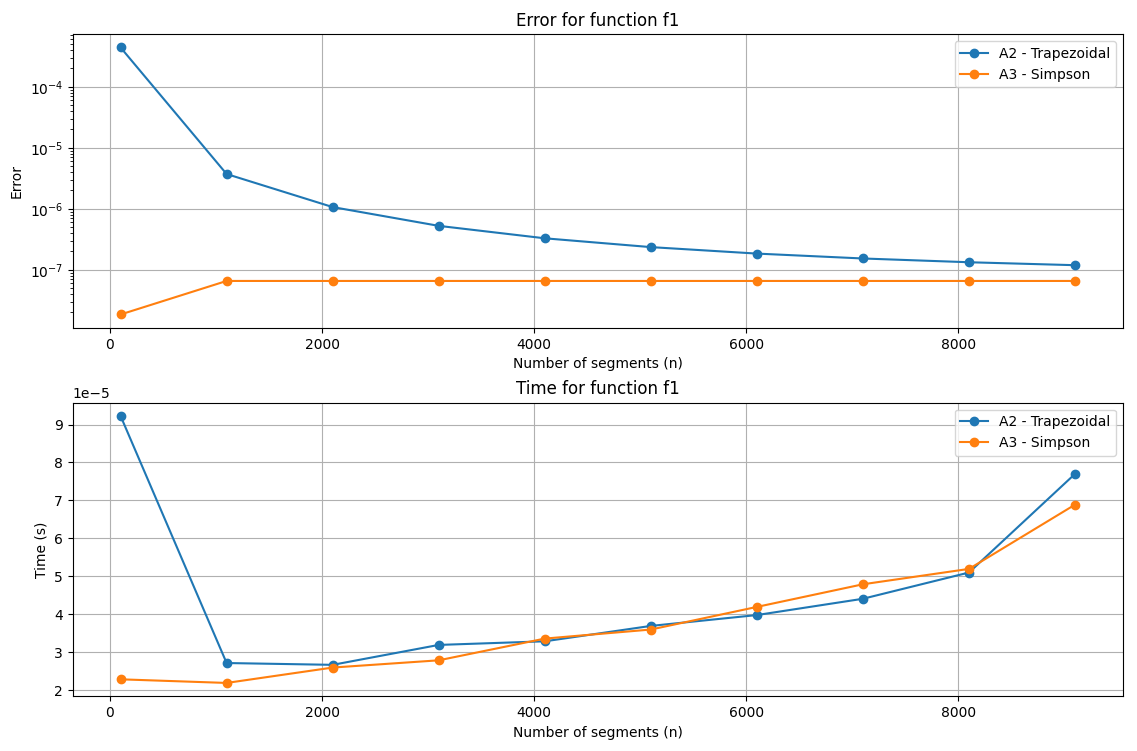 Error for function f1
A2 - Trapezoidal
A3 - Simpson
10⁻⁴
10⁻⁵
10⁻⁶
10⁻⁷
Error
0 2000 4000 6000 8000
Number of segments (n)
Time for function f1
1e−5
A2 - Trapezoidal
A3 - Simpson
9
8
7
6
5
4
3
2
Time (s)
0 2000 4000 6000 8000
Number of segments (n)